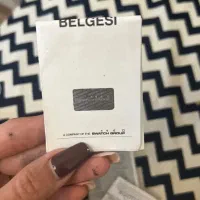 BELGESİ
A COMPANY OF THE SWATCH GROUP